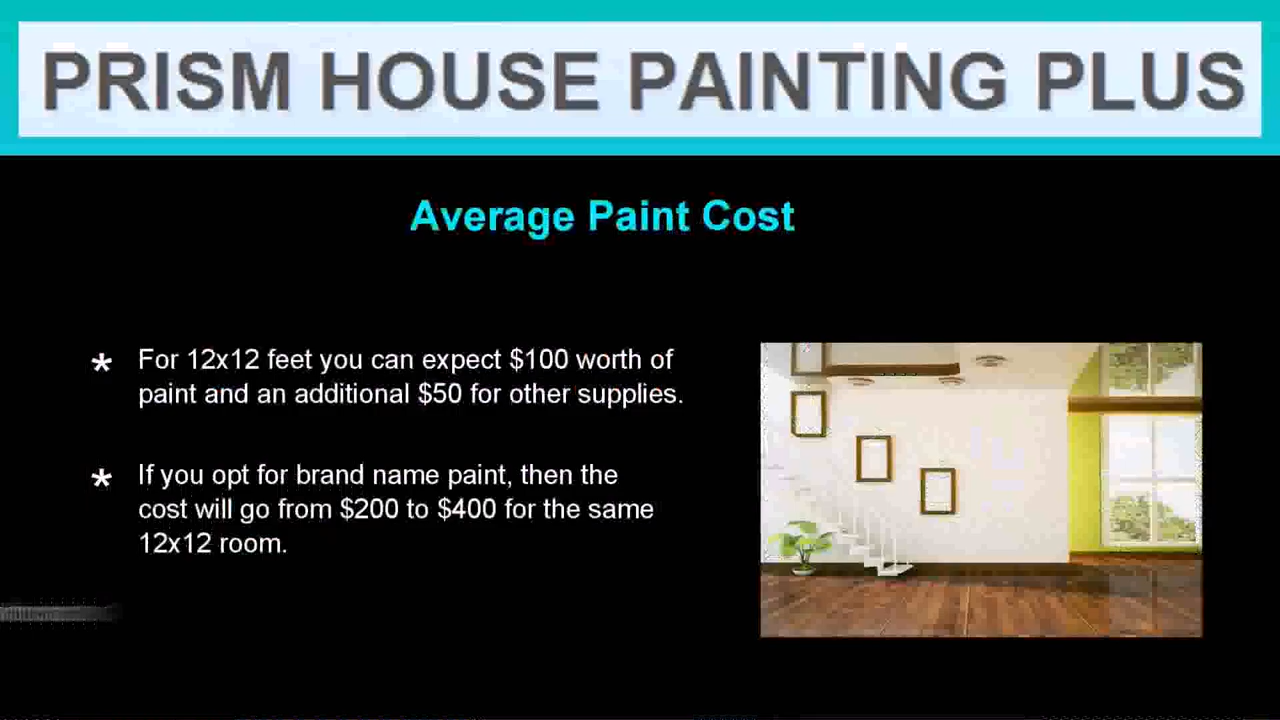 PRISM HOUSE PAINTING PLUS
Average Paint Cost
* For 12x12 feet you can expect $100 worth of
paint and an additional $50 for other supplies.
* If you opt for brand name paint, then the
cost will go from $200 to $400 for the same
12x12 room.